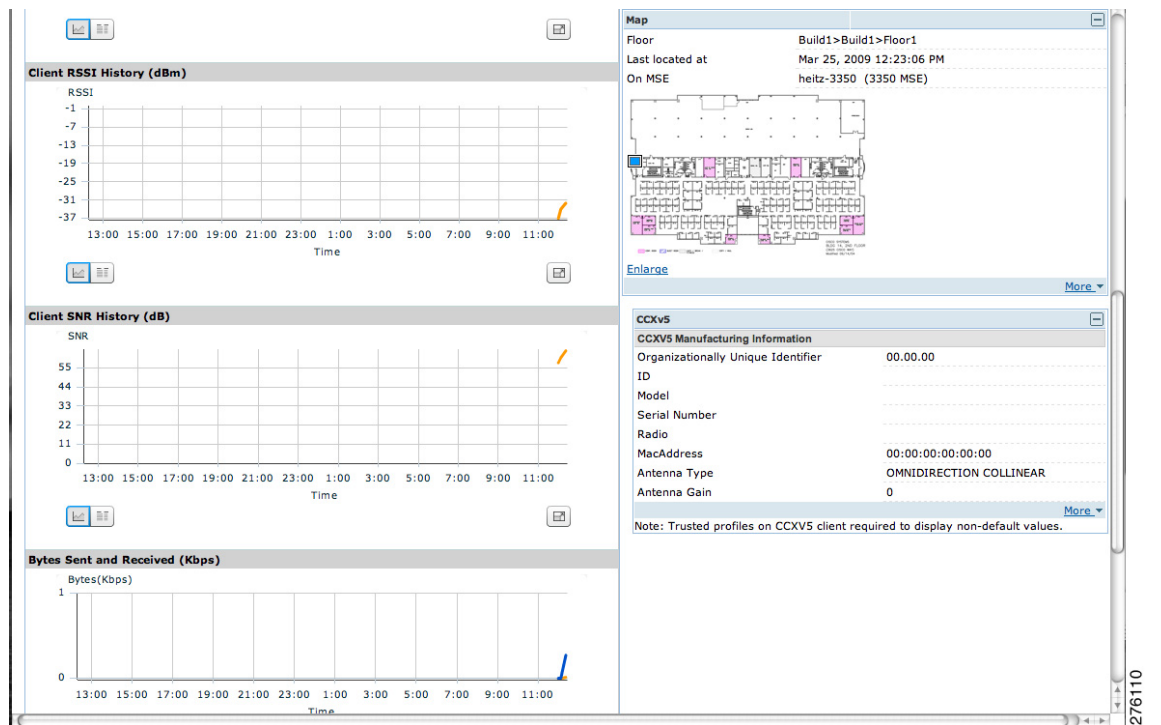 Client RSSI History (dBm)
RSSI
-1
-7
-13
-19
-25
-31
-37
13:00 15:00 17:00 19:00 21:00 23:00 1:00 3:00 5:00 7:00 9:00 11:00
Time
Client SNR History (dB)
SNR
55
44
33
22
11
0
13:00 15:00 17:00 19:00 21:00 23:00 1:00 3:00 5:00 7:00 9:00 11:00
Time
Bytes Sent and Received (Kbps)
Bytes(Kbps)
1
0
13:00 15:00 17:00 19:00 21:00 23:00 1:00 3:00 5:00 7:00 9:00 11:00
Time
Map
Floor Build1>Build1>Floor1
Last located at Mar 25, 2009 12:23:06 PM
On MSE heitz-3350 (3350 MSE)
Enlarge
More
CCXv5
CCXV5 Manufacturing Information
Organizationally Unique Identifier 00.00.00
ID
Model
Serial Number
Radio
MacAddress 00:00:00:00:00:00
Antenna Type OMNIDIRECTION COLLINEAR
Antenna Gain 0
More
Note: Trusted profiles on CCXV5 client required to display non-default values.
276110